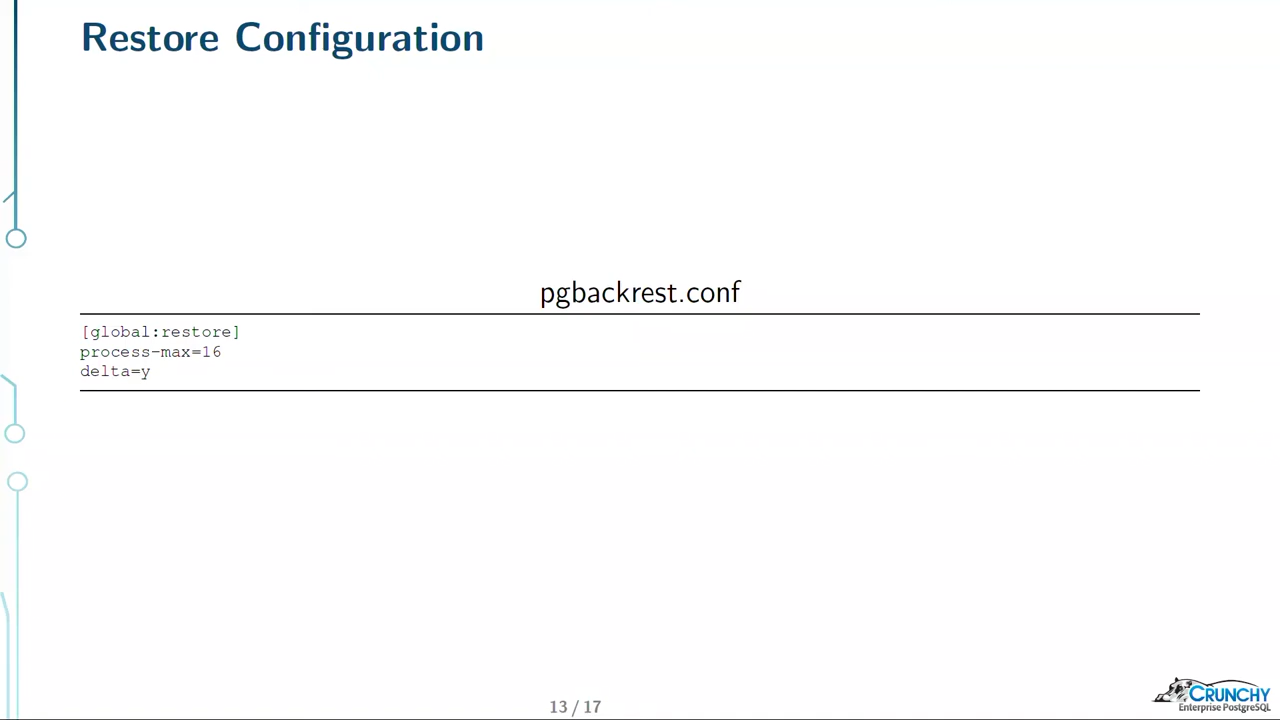 Restore Configuration
pgbackrest.conf
[global:restore]
process-max=16
delta=y
13 / 17
CRUNCHY
Enterprise PostgreSQL